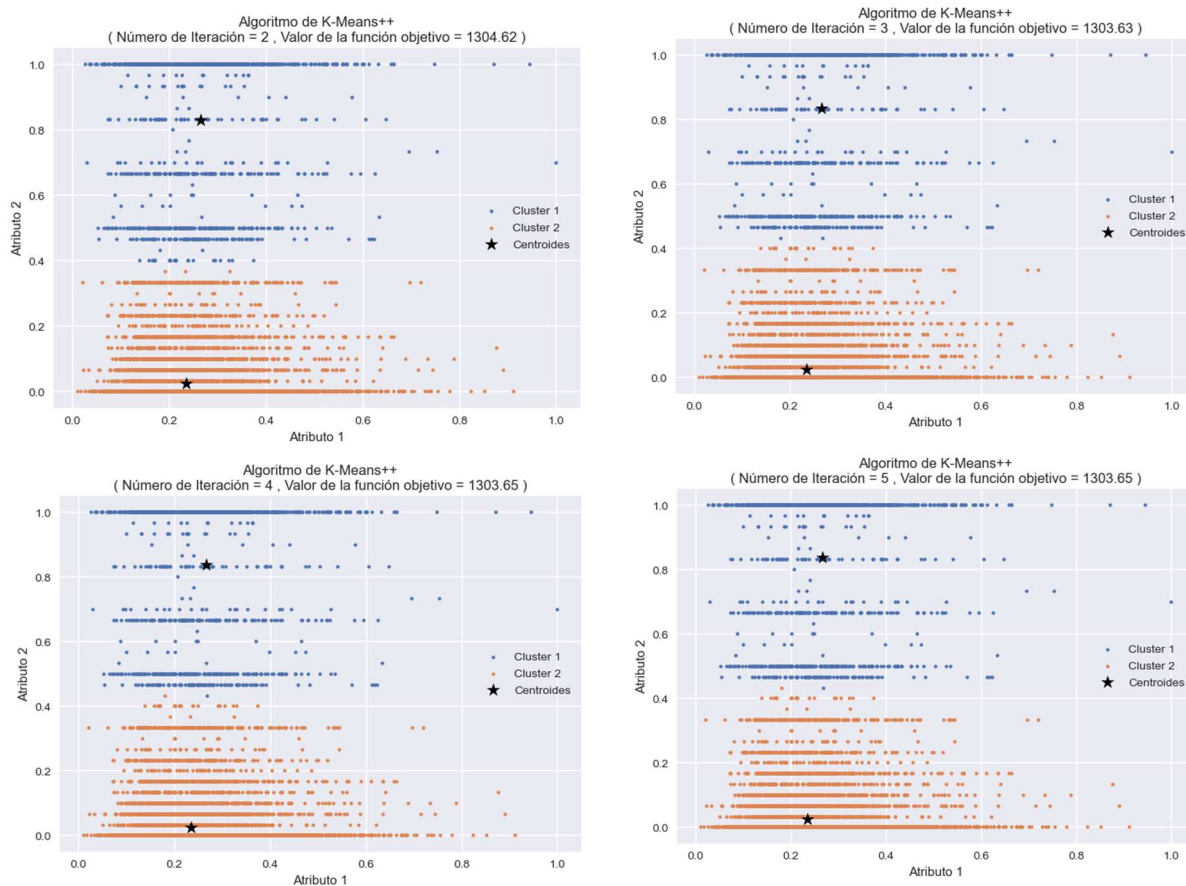 Algoritmo de K-Means++
( Número de Iteración = 2 , Valor de la función objetivo = 1304.62 )
1.0
0.8
0.6
0.4
0.2
0.0
Atributo 2
Cluster 1
Cluster 2
Centroides
0.0 0.2 0.4 0.6 0.8 1.0
Atributo 1
Algoritmo de K-Means++
( Número de Iteración = 3 , Valor de la función objetivo = 1303.63 )
1.0
0.8
0.6
0.4
0.2
0.0
Atributo 2
Cluster 1
Cluster 2
Centroides
0.0 0.2 0.4 0.6 0.8 1.0
Atributo 1
Algoritmo de K-Means++
( Número de Iteración = 4 , Valor de la función objetivo = 1303.65 )
1.0
0.8
0.6
0.4
0.2
0.0
Atributo 2
Cluster 1
Cluster 2
Centroides
0.0 0.2 0.4 0.6 0.8 1.0
Atributo 1
Algoritmo de K-Means++
( Número de Iteración = 5 , Valor de la función objetivo = 1303.65 )
1.0
0.8
0.6
0.4
0.2
0.0
Atributo 2
Cluster 1
Cluster 2
Centroides
0.0 0.2 0.4 0.6 0.8 1.0
Atributo 1